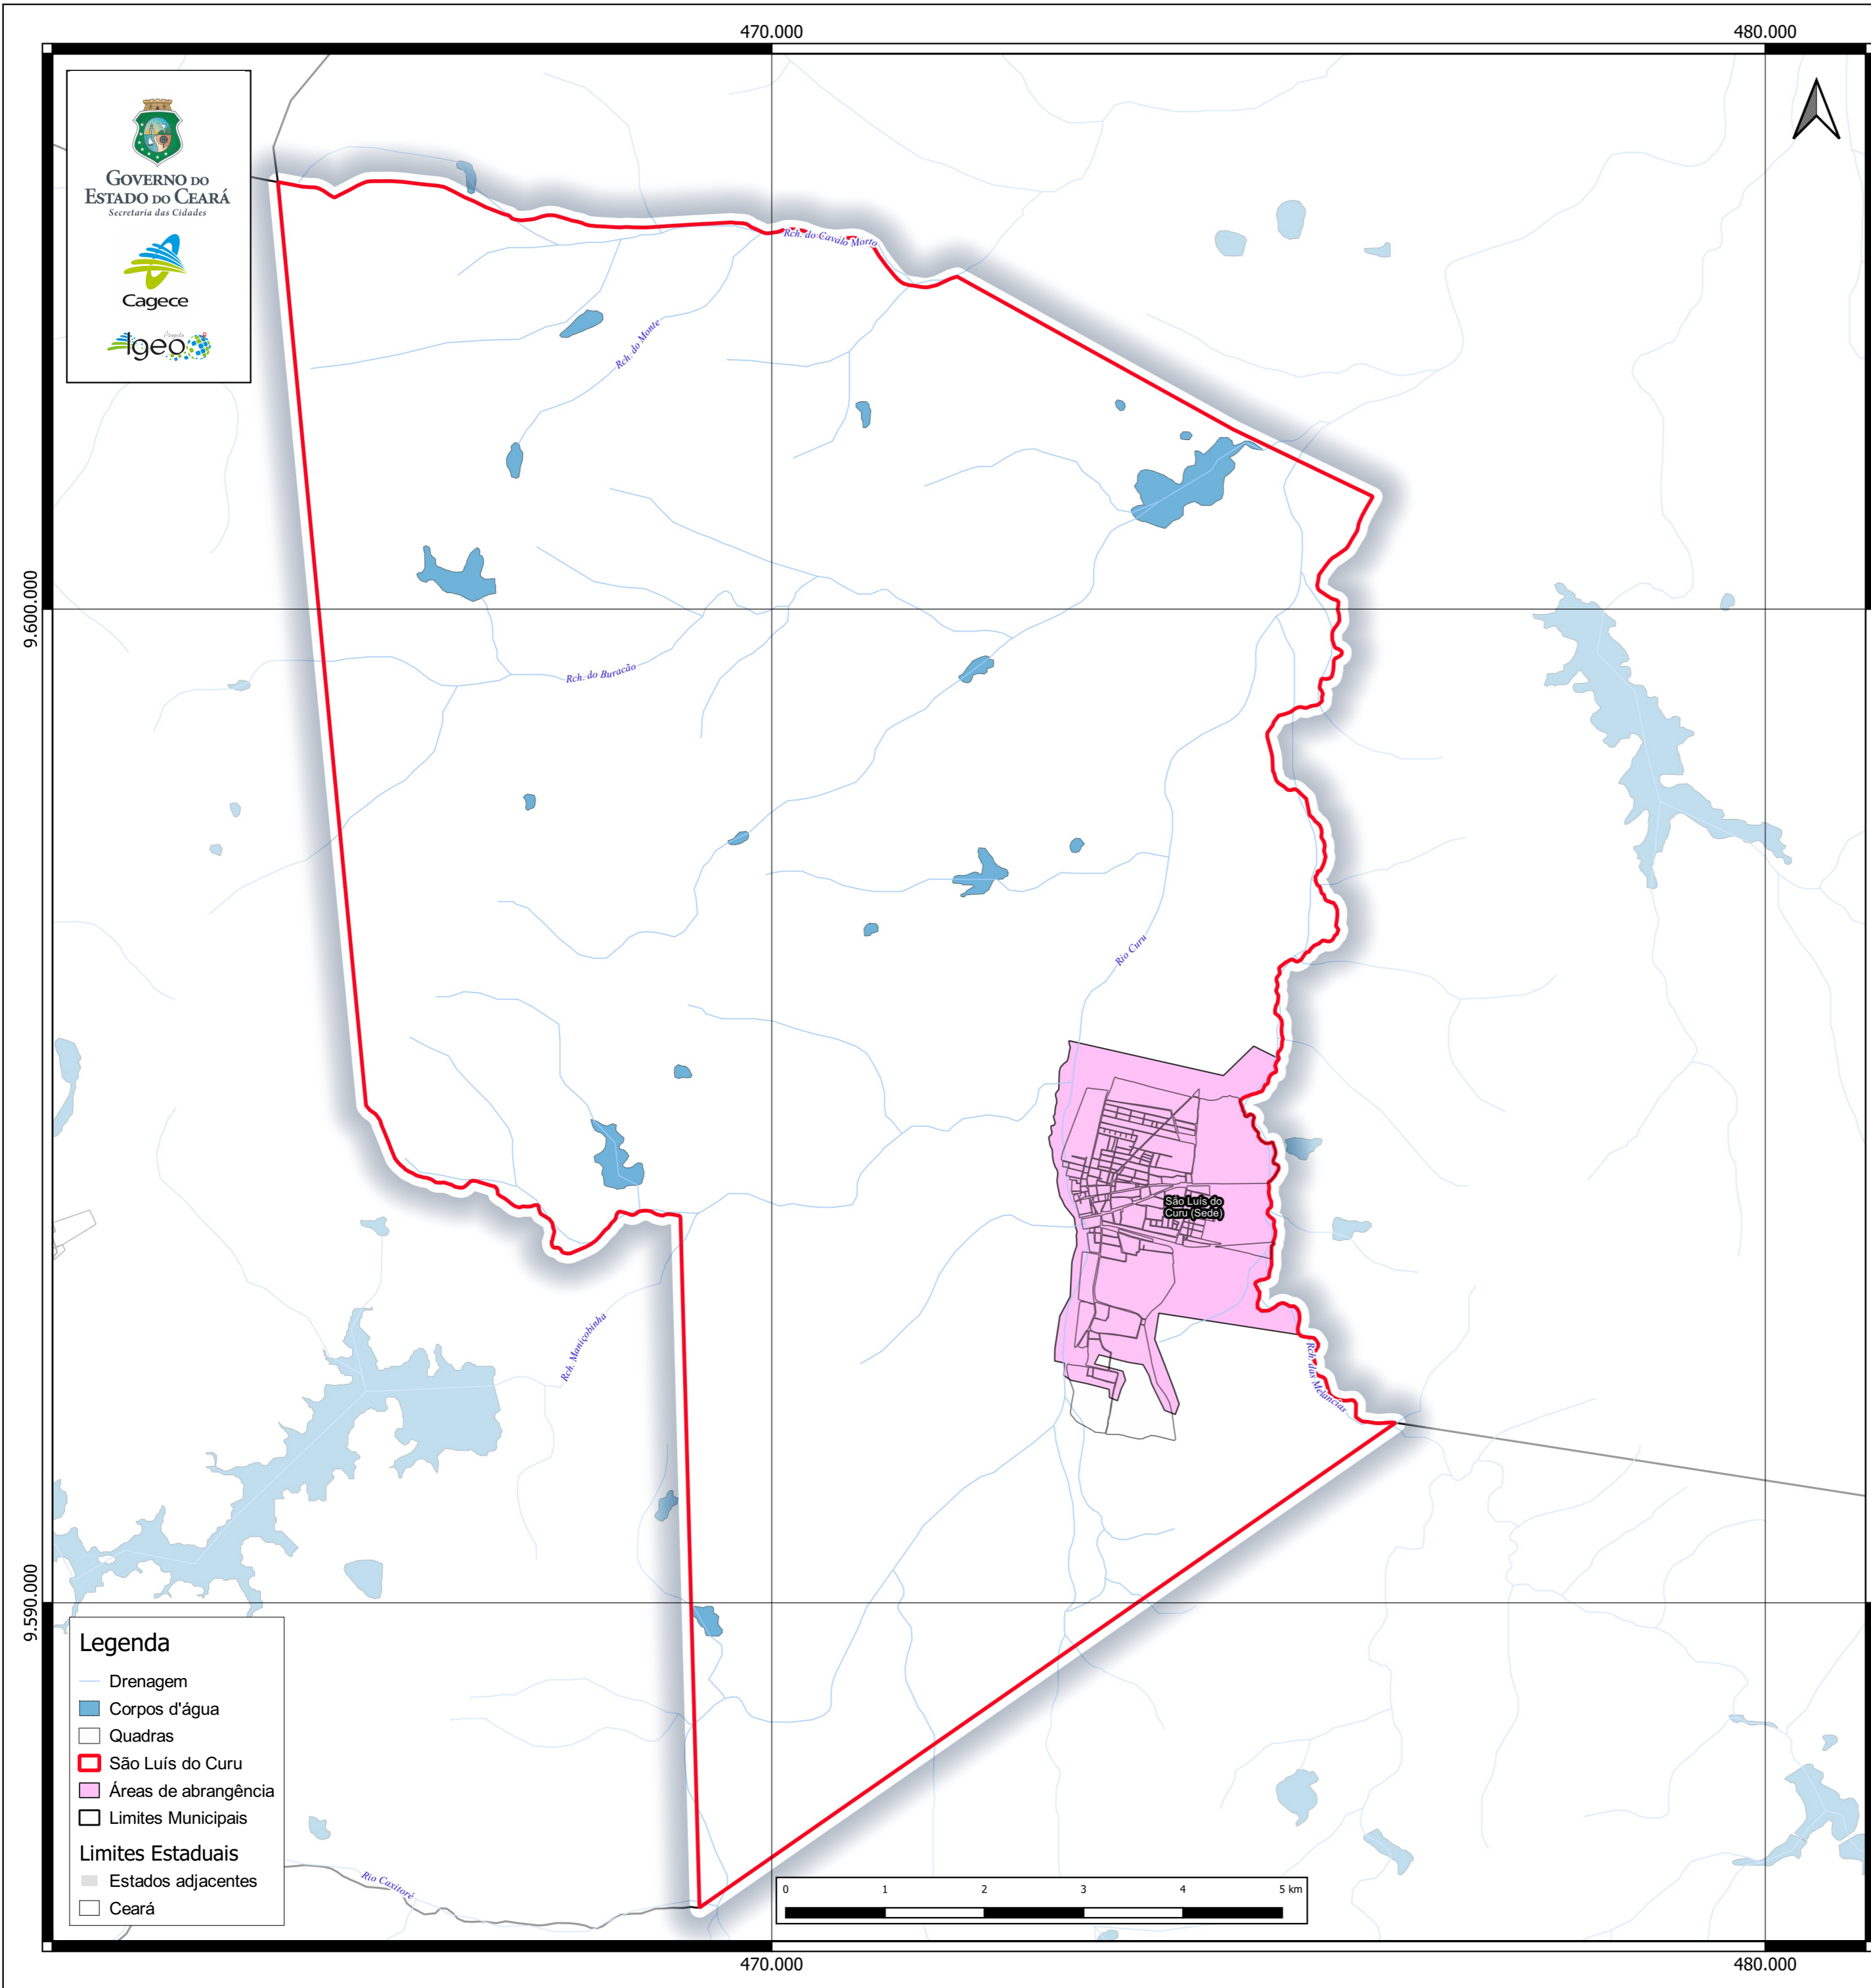 470.000
480.000
GOVERNO DO
ESTADO DO CEARÁ
Secretaria das Cidades
Cagece
Igeo
Rch. do Cavalo Morto
Rch. do Monte
9.600.000
Rch. do Buracão
Rio Curu
São Luís do
Curu (Sede)
Rch. Maniçobinha
Rch. das Melancias
9.590.000
Legenda
Drenagem
Corpos d'água
Quadras
São Luís do Curu
Áreas de abrangência
Limites Municipais
Limites Estaduais
Estados adjacentes
Ceará
Rio Caxitoré
0 1 2 3 4 5 km
470.000
480.000